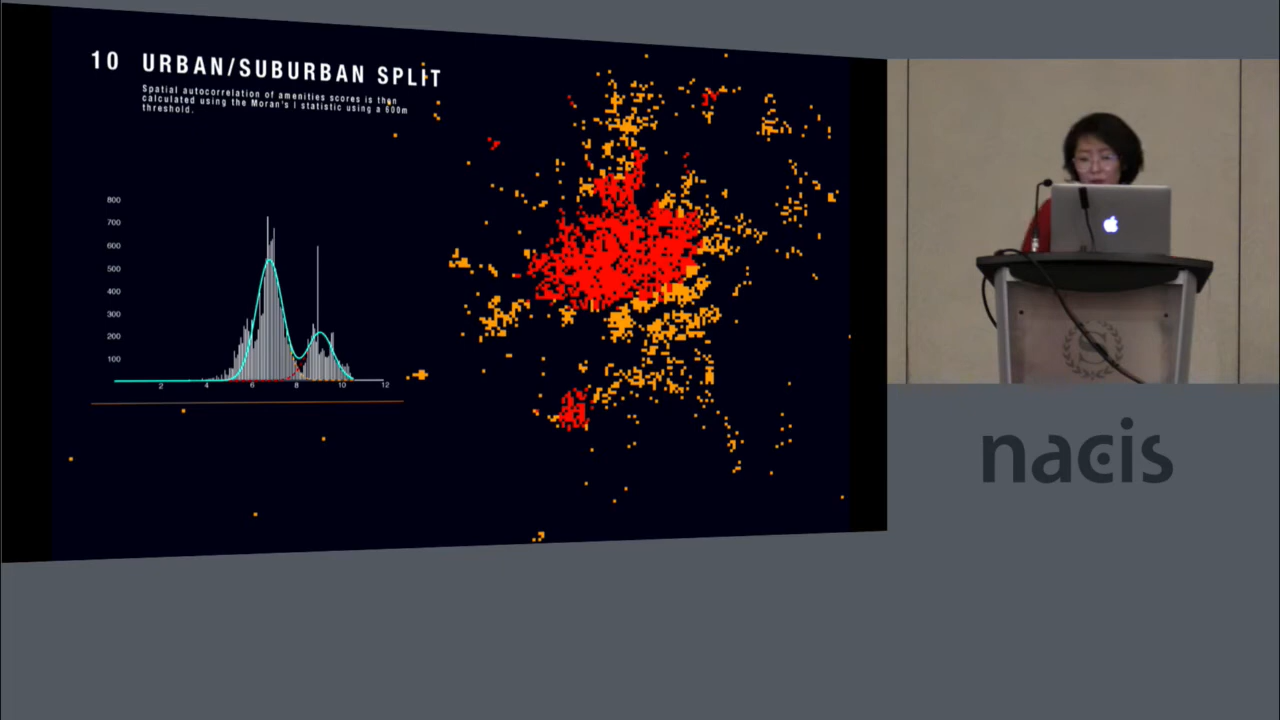 10 URBAN/SUBURBAN SPLIT
Spatial autocorrelation of amenities scores is then
calculated using the Moran's I statistic using a 600m
threshold.
800
700
600
500
400
300
200
100
2 4 6 8 10 12
S
nacis